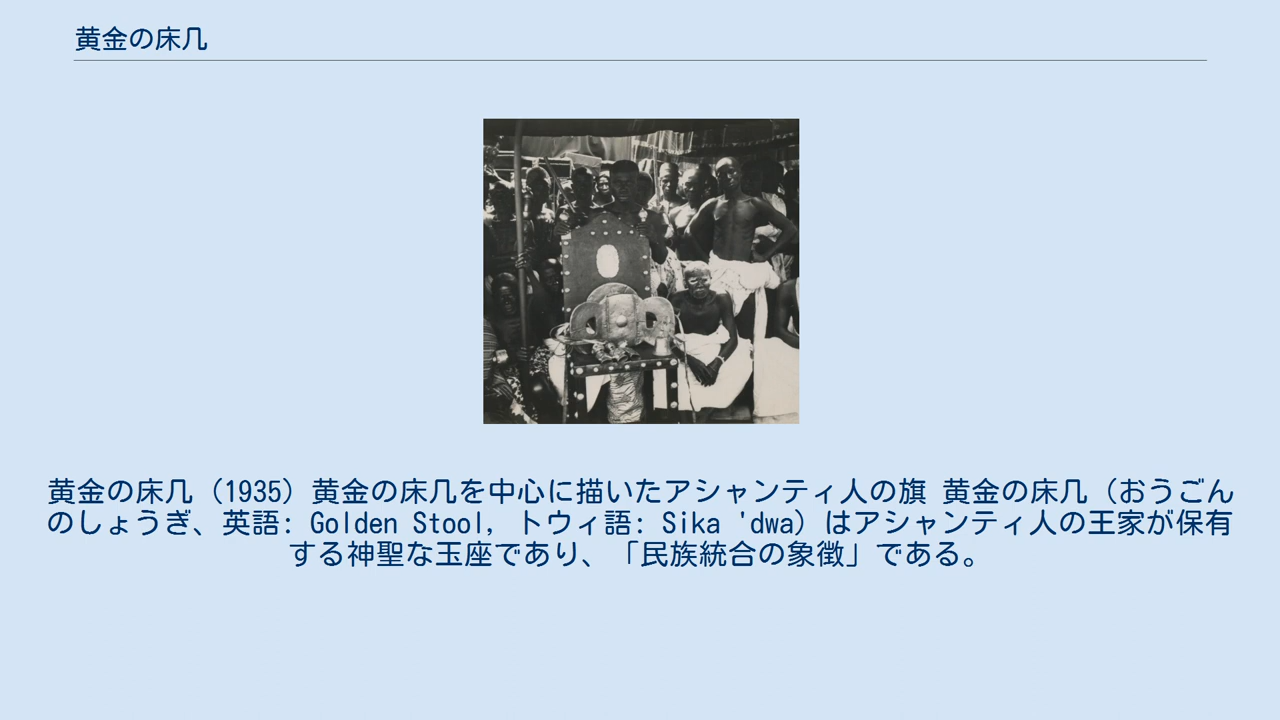 黄金の床几
黄金の床几（1935）黄金の床几を中心に描いたアシャンティ人の旗 黄金の床几（おうごん
のしょうぎ、英語: Golden Stool, トウィ語: Sika 'dwa）はアシャンティ人の王家が保有
する神聖な玉座であり、「民族統合の象徴」である。